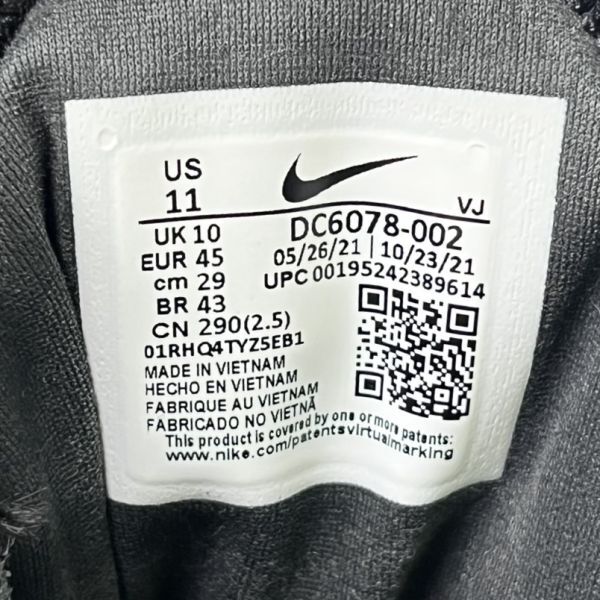 US
11
VJ
UK 10
EUR 45
cm 29
BR 43
CN 290(2.5)
DC6078-002
05/26/21 | 10/23/21
UPC 00195242389614
01RHQ4TYZ5EB1
MADE IN VIETNAM
HECHO EN VIETNAM
FABRIQUE AU VIETNAM
FABRICADO NO VIETNÃ
This product is covered by one or more patents:
www.nike.com/patentsvirtualmarking